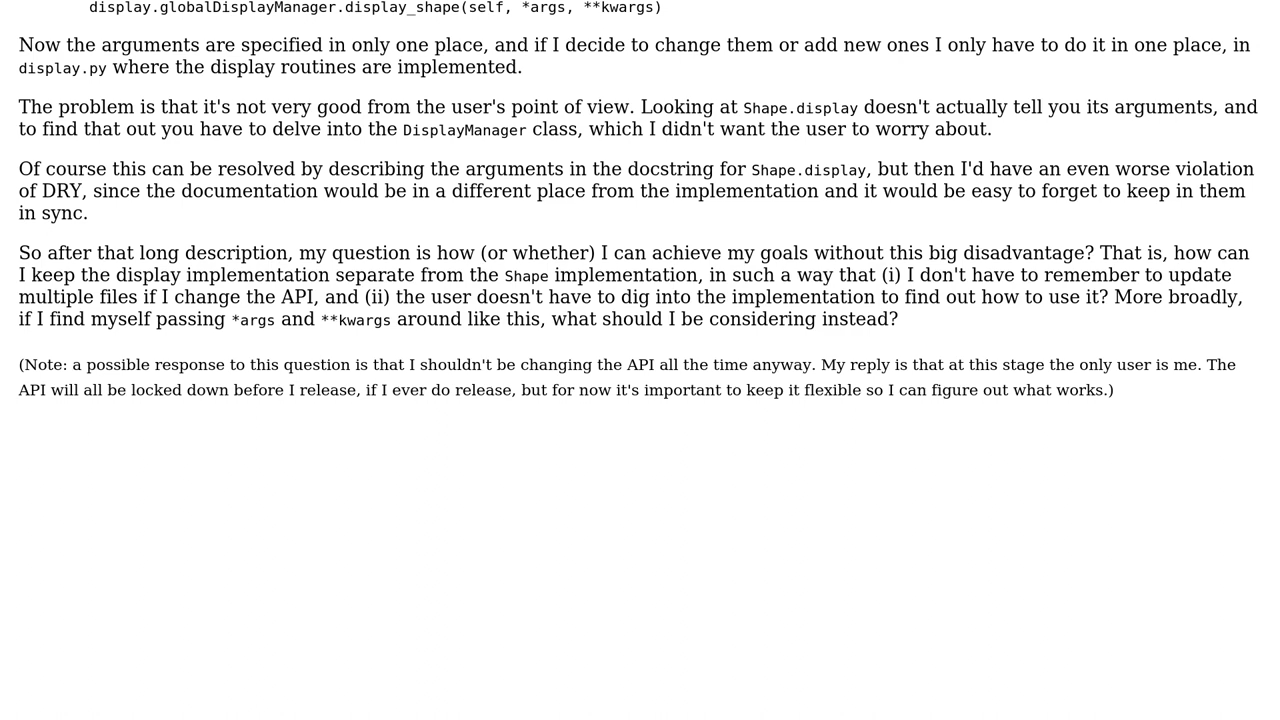 display.globalDisplayManager.display_shape(self, *args, **kwargs)
Now the arguments are specified in only one place, and if I decide to change them or add new ones I only have to do it in one place, in
display.py where the display routines are implemented.
The problem is that it's not very good from the user's point of view. Looking at Shape.display doesn't actually tell you its arguments, and
to find that out you have to delve into the DisplayManager class, which I didn't want the user to worry about.
Of course this can be resolved by describing the arguments in the docstring for Shape.display, but then I'd have an even worse violation
of DRY, since the documentation would be in a different place from the implementation and it would be easy to forget to keep in them
in sync.
So after that long description, my question is how (or whether) I can achieve my goals without this big disadvantage? That is, how can
I keep the display implementation separate from the Shape implementation, in such a way that (i) I don't have to remember to update
multiple files if I change the API, and (ii) the user doesn't have to dig into the implementation to find out how to use it? More broadly,
if I find myself passing *args and **kwargs around like this, what should I be considering instead?
(Note: a possible response to this question is that I shouldn't be changing the API all the time anyway. My reply is that at this stage the only user is me. The
API will all be locked down before I release, if I ever do release, but for now it's important to keep it flexible so I can figure out what works.)